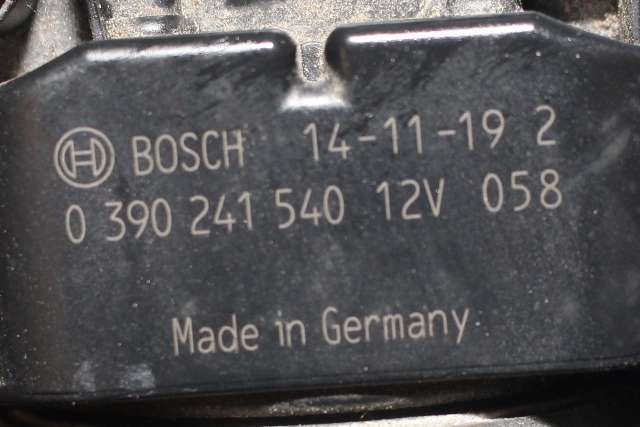 BOSCH 14-11-19 2
0 390 241 540 12V 058
Made in Germany